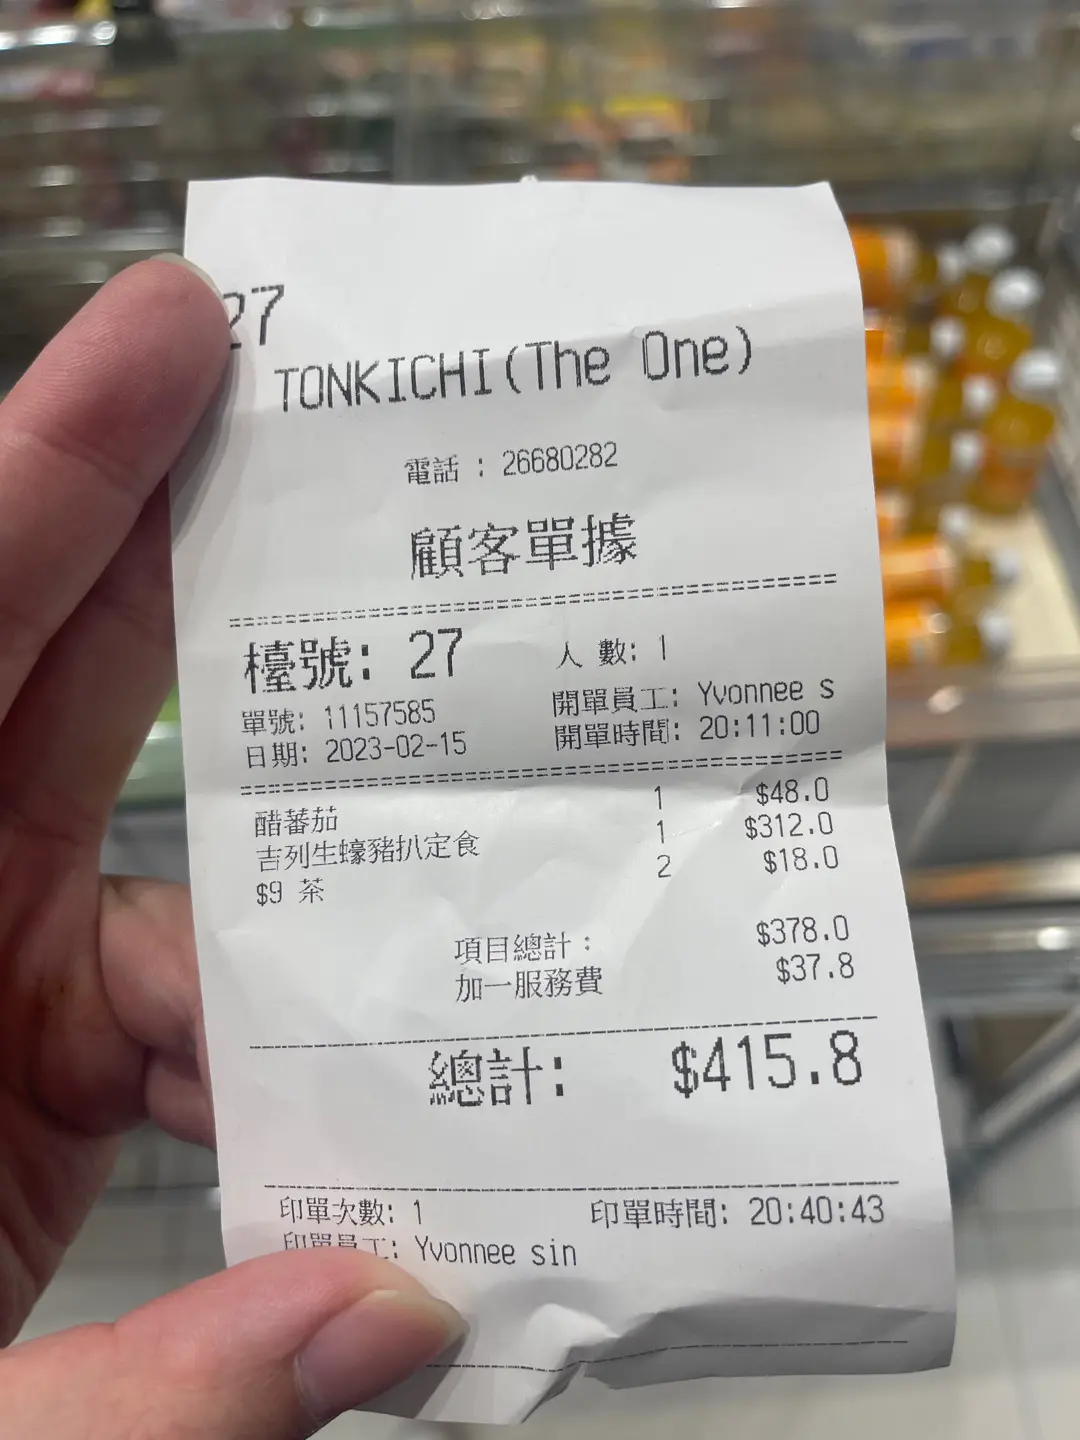 27
TONKICHI(The One)
電話 : 26680282
顧客單據
檯號: 27 人 數: 1
單號: 11157585 開單員工: Yvonnee s
日期: 2023-02-15 開單時間: 20:11:00
醋蕃茄 1 $48.0
吉列生蠔豬扒定食 1 $312.0
$9 茶 2 $18.0
項目總計: $378.0
加一服務費 $37.8
總計: $415.8
印單次數: 1 印單時間: 20:40:43
印單員工: Yvonnee sin